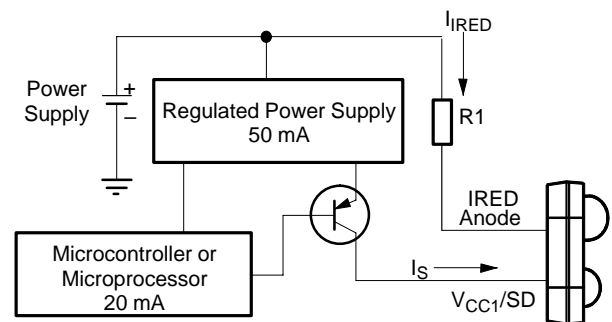 I_IRED
Power
Supply
+
–
Regulated Power Supply
50 mA
R1
IRED
Anode
Microcontroller or
Microprocessor
20 mA
I_S
V_CC1/SD